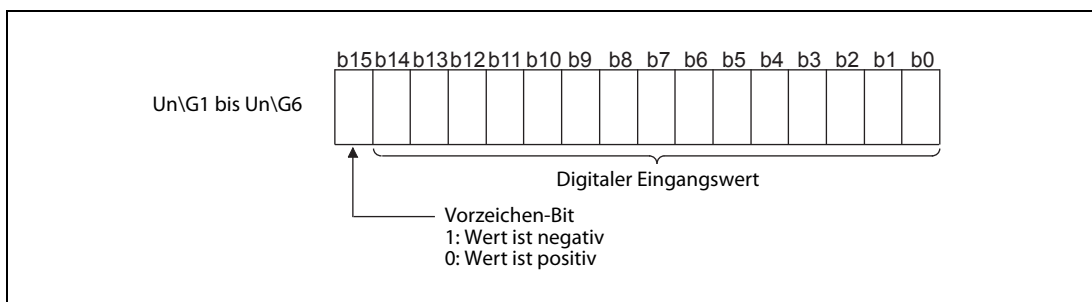 b15 b14 b13 b12 b11 b10 b9 b8 b7 b6 b5 b4 b3 b2 b1 b0
Un\G1 bis Un\G6
Digitaler Eingangswert
Vorzeichen-Bit
1: Wert ist negativ
0: Wert ist positiv